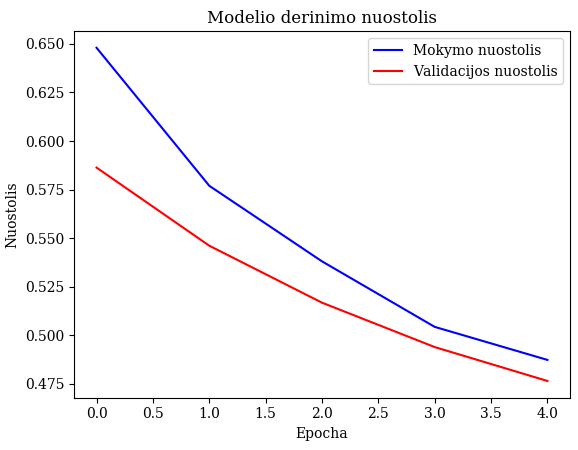 Modelio derinimo nuostolis
Mokymo nuostolis
Validacijos nuostolis
Nuostolis
0.650
0.625
0.600
0.575
0.550
0.525
0.500
0.475
0.0 0.5 1.0 1.5 2.0 2.5 3.0 3.5 4.0
Epocha